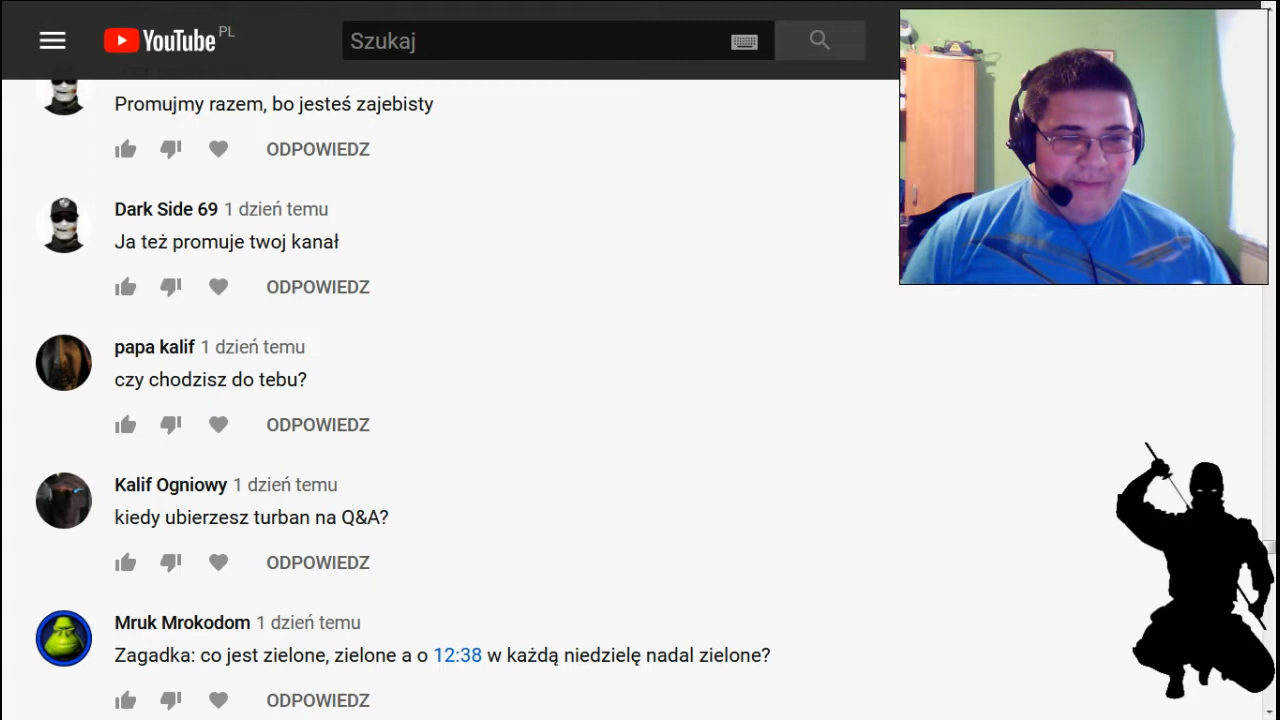 YouTube PL
Szukaj
Promujmy razem, bo jesteś zajebisty
ODPOWIEDZ
Dark Side 69 1 dzień temu
Ja też promuje twoj kanał
ODPOWIEDZ
papa kalif 1 dzień temu
czy chodzisz do tebu?
ODPOWIEDZ
Kalif Ogniowy 1 dzień temu
kiedy ubierzesz turban na Q&A?
ODPOWIEDZ
Mruk Mrokodom 1 dzień temu
Zagadka: co jest zielone, zielone a o 12:38 w każdą niedzielę nadal zielone?
ODPOWIEDZ